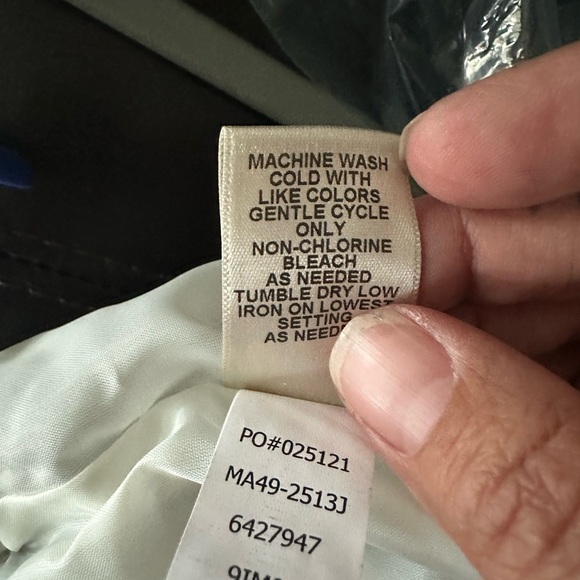 MACHINE WASH
COLD WITH
LIKE COLORS
GENTLE CYCLE
ONLY
NON-CHLORINE
BLEACH
AS NEEDED
TUMBLE DRY LOW
IRON ON LOWEST
SETTING
AS
PO#025121
MA49-2513J
6427947